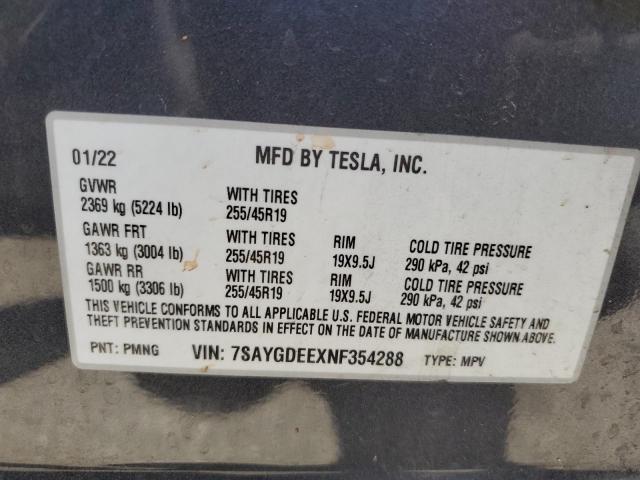 01/22 MFD BY TESLA, INC.
GVWR WITH TIRES
2369 kg (5224 lb) 255/45R19
GAWR FRT WITH TIRES RIM COLD TIRE PRESSURE
1363 kg (3004 lb) 255/45R19 19X9.5J 290 kPa, 42 psi
GAWR RR WITH TIRES RIM COLD TIRE PRESSURE
1500 kg (3306 lb) 255/45R19 19X9.5J 290 kPa, 42 psi
THIS VEHICLE CONFORMS TO ALL APPLICABLE U.S. FEDERAL MOTOR VEHICLE SAFETY AND
THEFT PREVENTION STANDARDS IN EFFECT ON THE DATE OF MANUFACTURE SHOWN ABOVE.
PNT: PMNG VIN: 7SAYGDEEXNF354288 TYPE: MPV